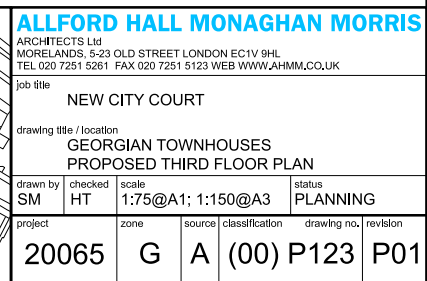 ALLFORD HALL MONAGHAN MORRIS
ARCHITECTS Ltd
MORELANDS, 5-23 OLD STREET LONDON EC1V 9HL
TEL 020 7251 5261 FAX 020 7251 5123 WEB WWW.AHMM.CO.UK
job title
NEW CITY COURT
drawing title / location
GEORGIAN TOWNHOUSES
PROPOSED THIRD FLOOR PLAN
drawn by checked scale status
SM HT 1:75@A1; 1:150@A3 PLANNING
project zone source classification drawing no. revision
20065 G A (00) P123 P01